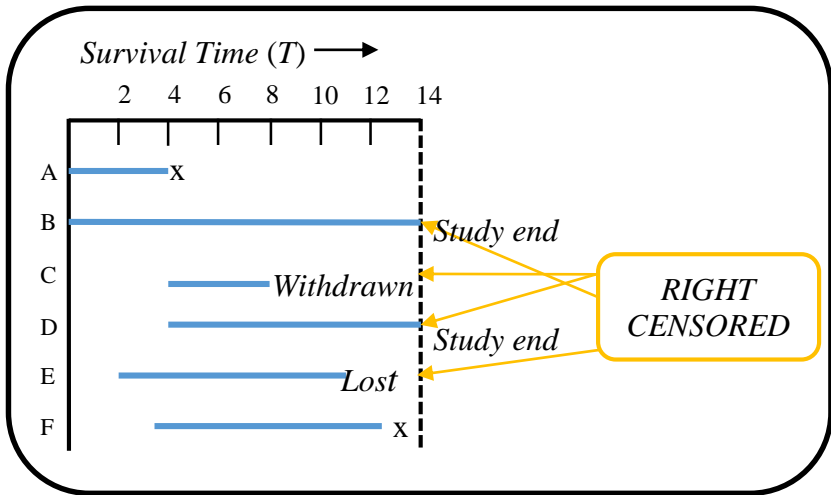 Survival Time (T)
2 4 6 8 10 12 14
A x
B Study end
C Withdrawn
D Study end
E Lost
F x
RIGHT
CENSORED